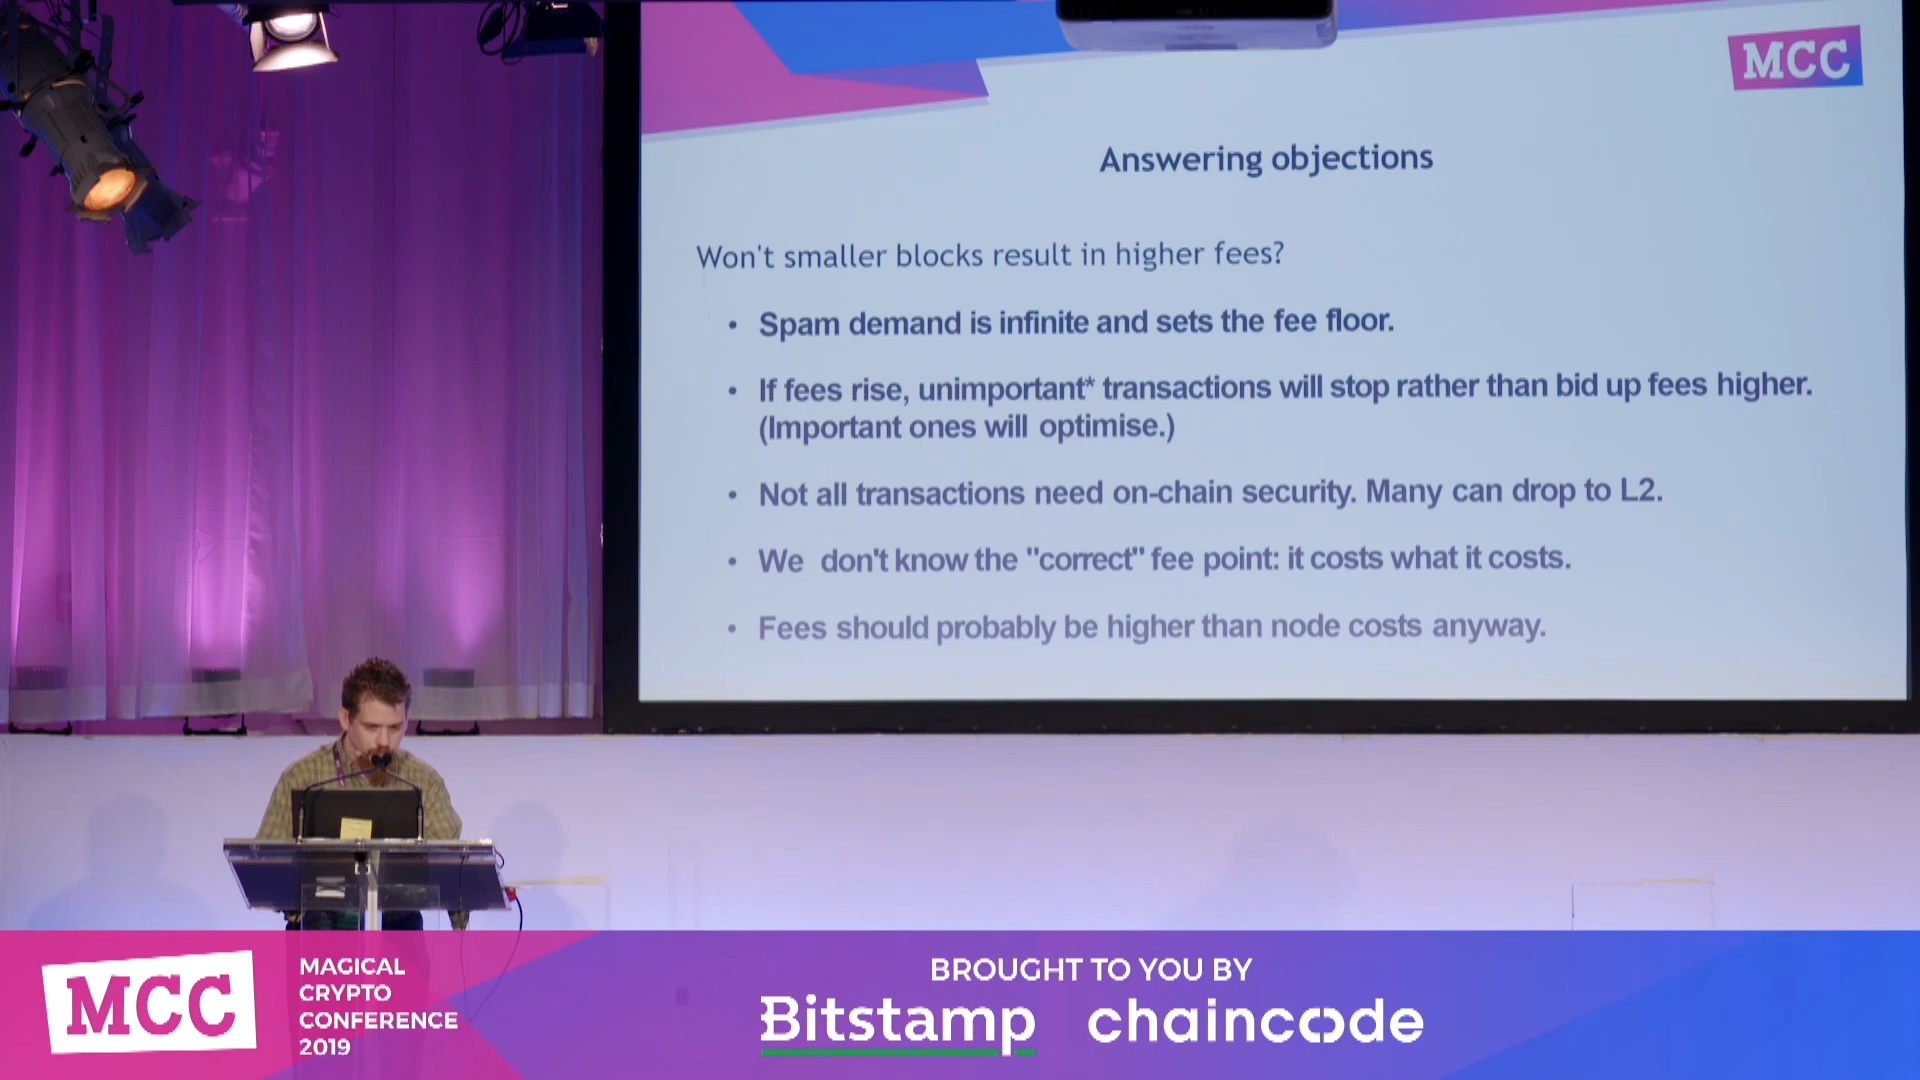 MCC
Answering objections
Won't smaller blocks result in higher fees?
• Spam demand is infinite and sets the fee floor.
• If fees rise, unimportant* transactions will stop rather than bid up fees higher.
(Important ones will optimise.)
• Not all transactions need on-chain security. Many can drop to L2.
• We don't know the "correct" fee point: it costs what it costs.
• Fees should probably be higher than node costs anyway.
MCC
MAGICAL
CRYPTO
CONFERENCE
2019
BROUGHT TO YOU BY
Bitstamp chaincode